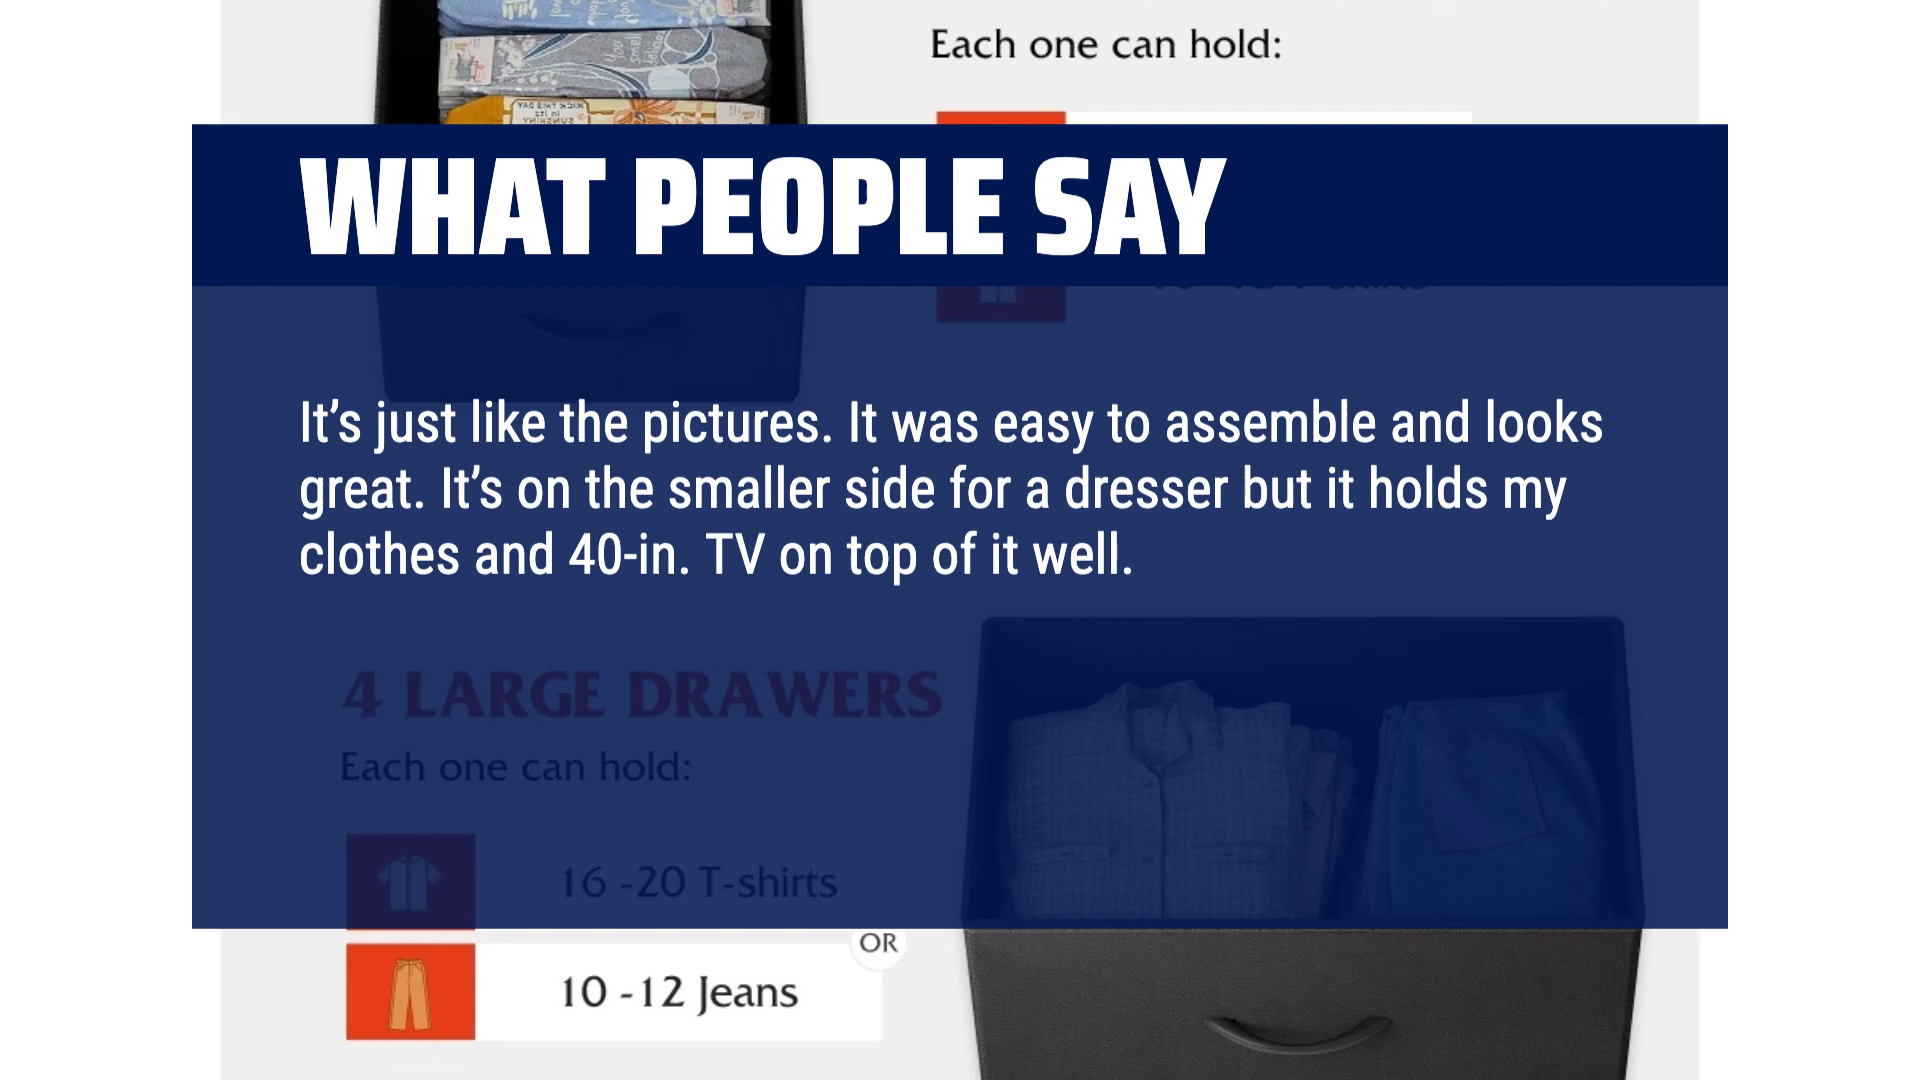 Each one can hold:
WHAT PEOPLE SAY
It’s just like the pictures. It was easy to assemble and looks
great. It’s on the smaller side for a dresser but it holds my
clothes and 40-in. TV on top of it well.
4 LARGE DRAWERS
Each one can hold:
16 -20 T-shirts
OR
10 -12 Jeans